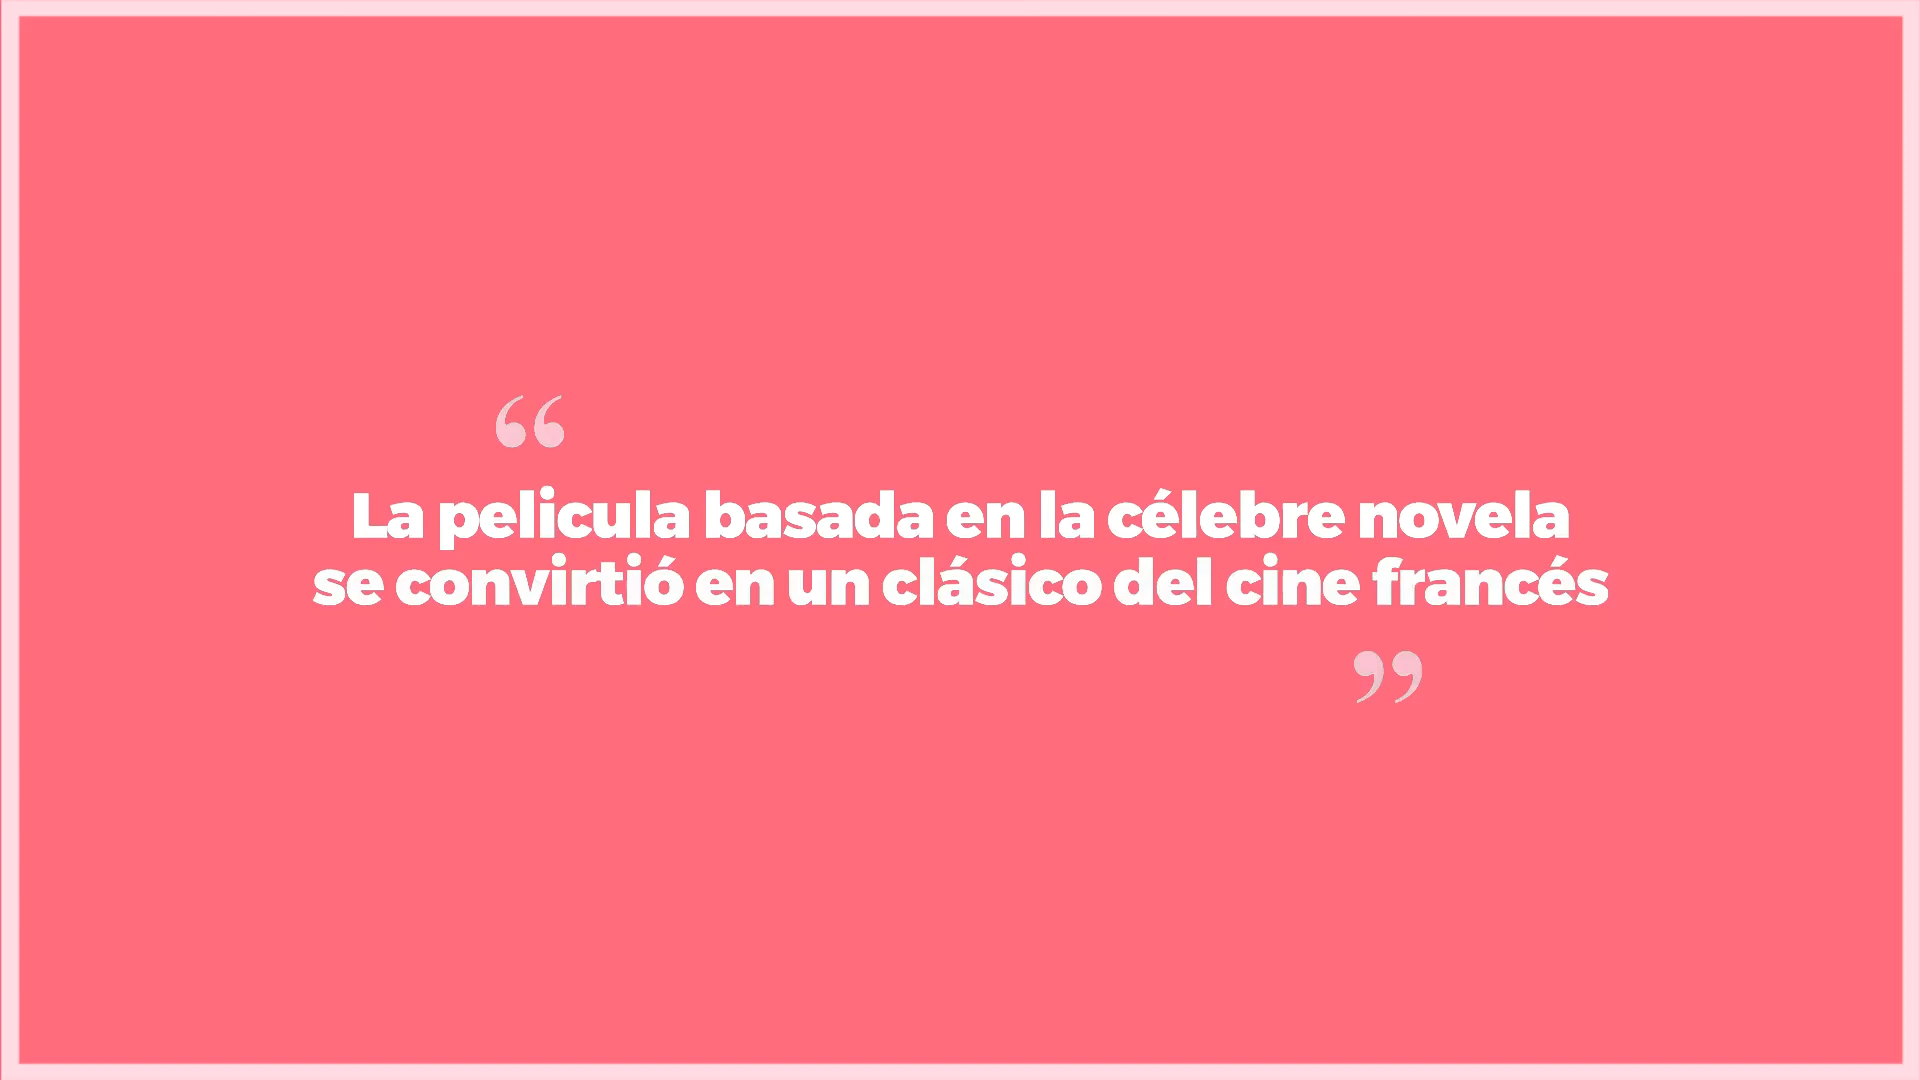 “
La pelicula basada en la célebre novela
se convirtió en un clásico del cine francés
”